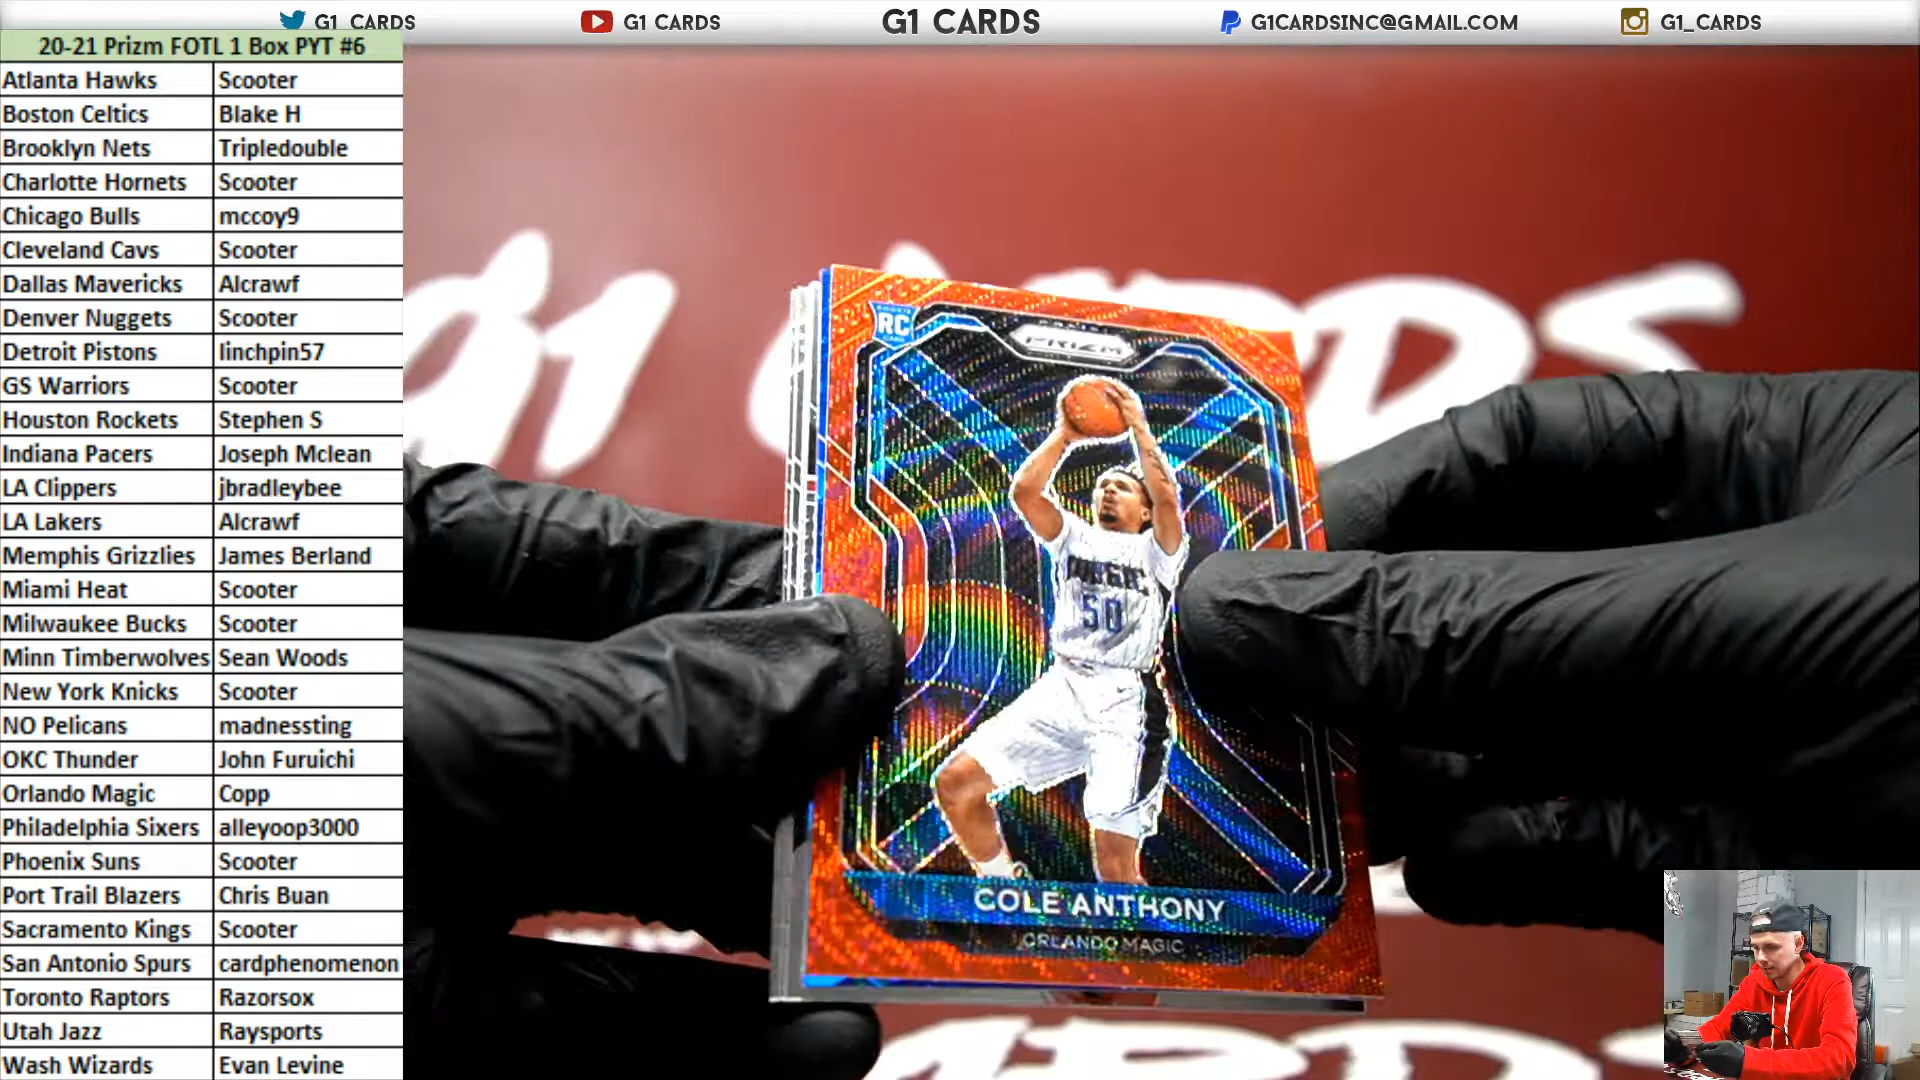 G1_CARDS
G1 CARDS
G1 CARDS
G1CARDSINC@GMAIL.COM
G1_CARDS
20-21 Prizm FOTL 1 Box PYT #6
Atlanta Hawks Scooter
Boston Celtics Blake H
Brooklyn Nets Tripledouble
Charlotte Hornets Scooter
Chicago Bulls mccoy9
Cleveland Cavs Scooter
Dallas Mavericks Alcrawf
Denver Nuggets Scooter
Detroit Pistons linchpin57
GS Warriors Scooter
Houston Rockets Stephen S
Indiana Pacers Joseph Mclean
LA Clippers jbradleybee
LA Lakers Alcrawf
Memphis Grizzlies James Berland
Miami Heat Scooter
Milwaukee Bucks Scooter
Minn Timberwolves Sean Woods
New York Knicks Scooter
NO Pelicans madnessting
OKC Thunder John Furuichi
Orlando Magic Copp
Philadelphia Sixers alleyoop3000
Phoenix Suns Scooter
Port Trail Blazers Chris Buan
Sacramento Kings Scooter
San Antonio Spurs cardphenomenon
Toronto Raptors Razorsox
Utah Jazz Raysports
Wash Wizards Evan Levine
g1 CARDS
ROOKIE
RC
CARD
PRIZM
MAGIC
50
COLE ANTHONY
ORLANDO MAGIC